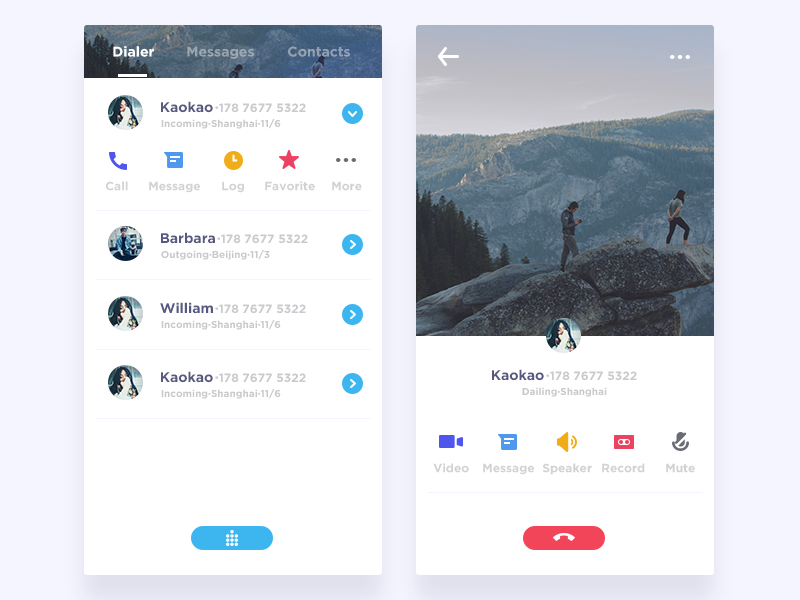 Dialer Messages Contacts
Kaokao·178 7677 5322
Incoming·Shanghai·11/6
Call Message Log Favorite More
Barbara·178 7677 5322
Outgoing·Beijing·11/3
William·178 7677 5322
Incoming·Shanghai·11/6
Kaokao·178 7677 5322
Incoming·Shanghai·11/6
Kaokao·178 7677 5322
Dailing·Shanghai
Video Message Speaker Record Mute